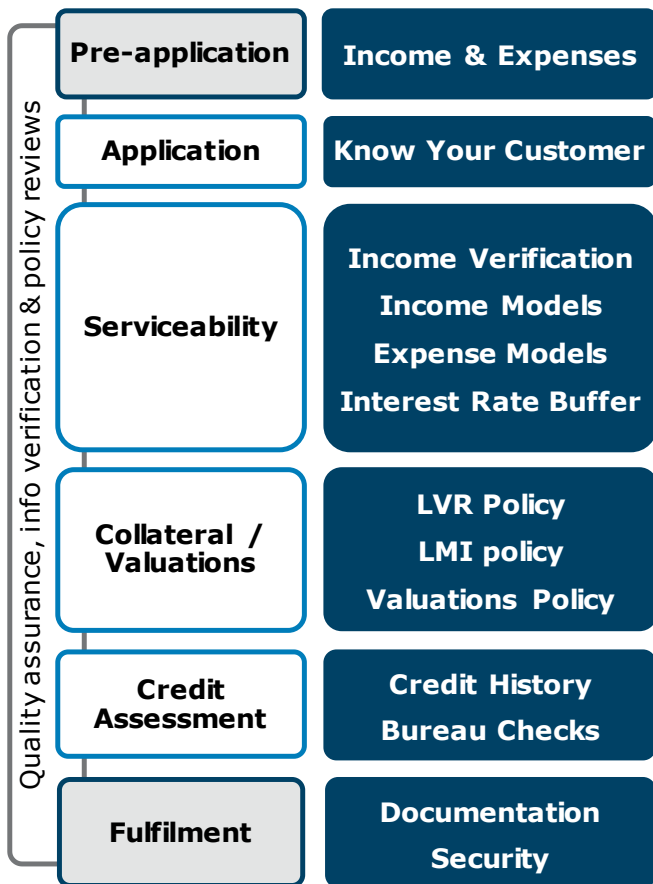 Quality assurance, info verification & policy reviews
Pre-application
Income & Expenses
Application
Know Your Customer
Serviceability
Income Verification
Income Models
Expense Models
Interest Rate Buffer
Collateral /
Valuations
LVR Policy
LMI policy
Valuations Policy
Credit
Assessment
Credit History
Bureau Checks
Fulfilment
Documentation
Security